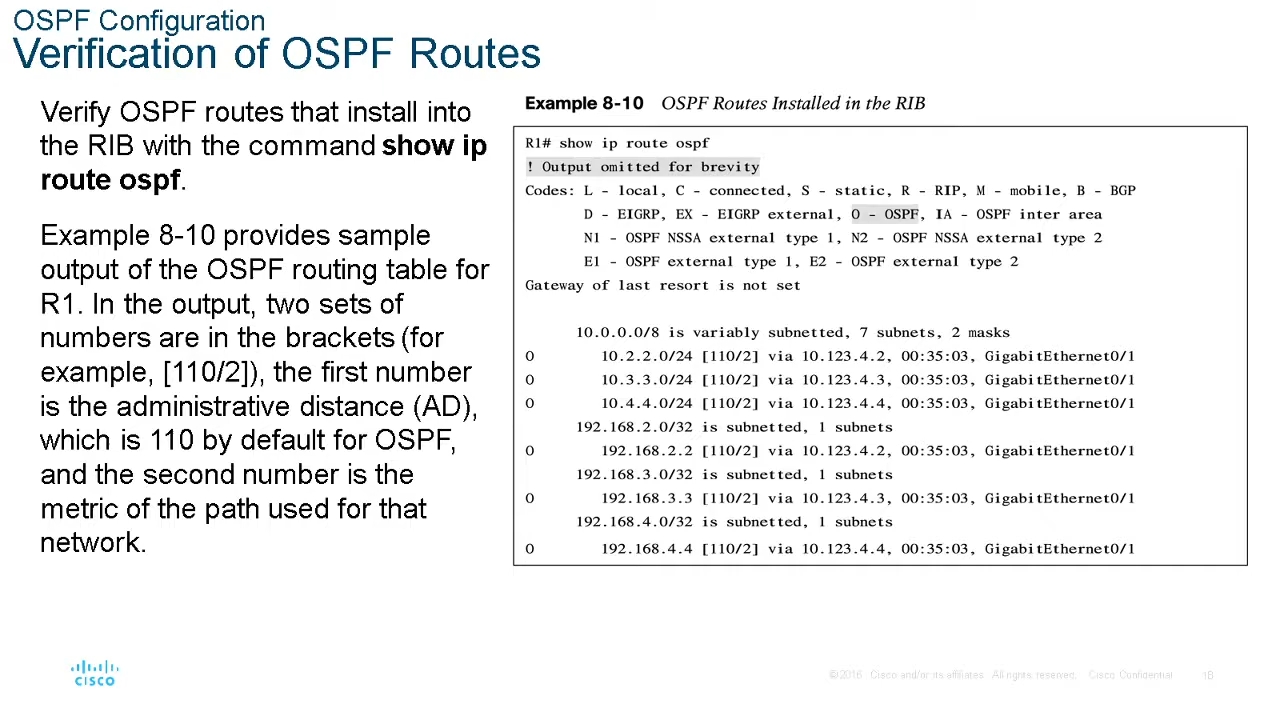 OSPF Configuration
Verification of OSPF Routes
Verify OSPF routes that install into
the RIB with the command show ip
route ospf.
Example 8-10 provides sample
output of the OSPF routing table for
R1. In the output, two sets of
numbers are in the brackets (for
example, [110/2]), the first number
is the administrative distance (AD),
which is 110 by default for OSPF,
and the second number is the
metric of the path used for that
network.
Example 8-10 OSPF Routes Installed in the RIB
R1# show ip route ospf
! Output omitted for brevity
Codes: L - local, C - connected, S - static, R - RIP, M - mobile, B - BGP
D - EIGRP, EX - EIGRP external, O - OSPF, IA - OSPF inter area
N1 - OSPF NSSA external type 1, N2 - OSPF NSSA external type 2
E1 - OSPF external type 1, E2 - OSPF external type 2
Gateway of last resort is not set
10.0.0.0/8 is variably subnetted, 7 subnets, 2 masks
O 10.2.2.0/24 [110/2] via 10.123.4.2, 00:35:03, GigabitEthernet0/1
O 10.3.3.0/24 [110/2] via 10.123.4.3, 00:35:03, GigabitEthernet0/1
O 10.4.4.0/24 [110/2] via 10.123.4.4, 00:35:03, GigabitEthernet0/1
192.168.2.0/32 is subnetted, 1 subnets
O 192.168.2.2 [110/2] via 10.123.4.2, 00:35:03, GigabitEthernet0/1
192.168.3.0/32 is subnetted, 1 subnets
O 192.168.3.3 [110/2] via 10.123.4.3, 00:35:03, GigabitEthernet0/1
192.168.4.0/32 is subnetted, 1 subnets
O 192.168.4.4 [110/2] via 10.123.4.4, 00:35:03, GigabitEthernet0/1
CISCO
© 2016 Cisco and/or its affiliates. All rights reserved. Cisco Confidential
18